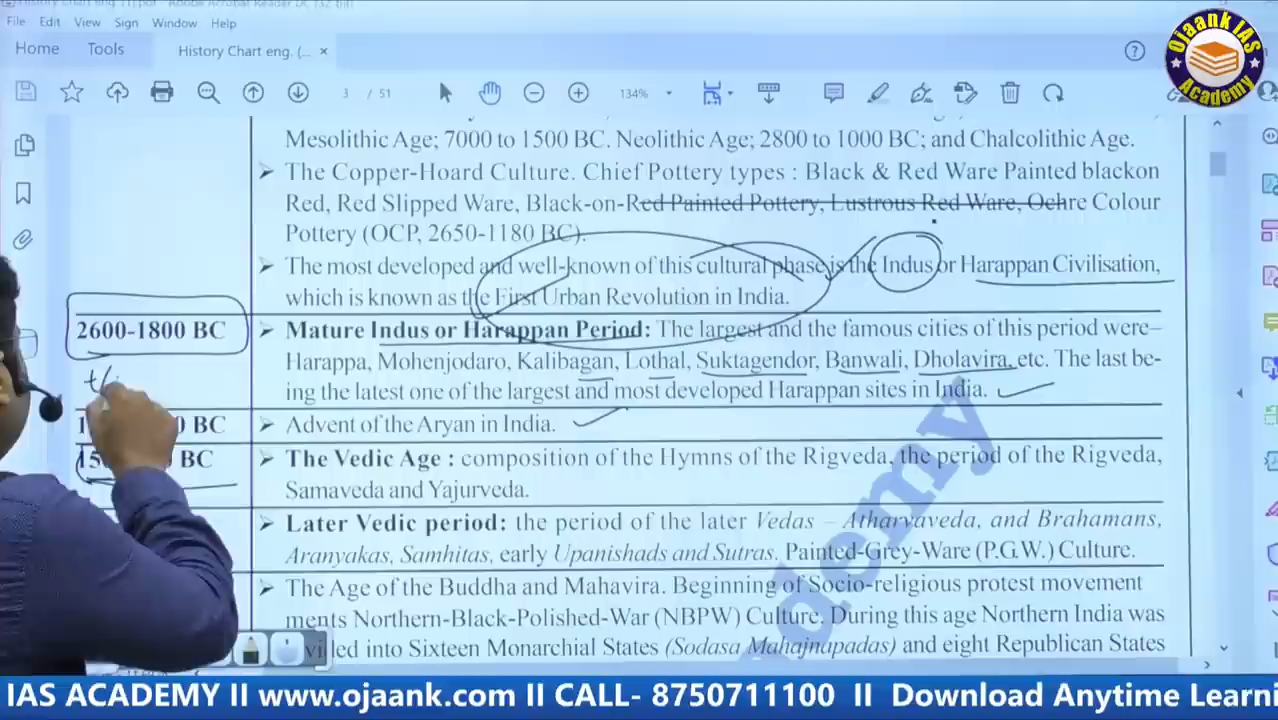 File Edit View Sign Window Help
Home Tools History Chart eng. (... ×
3 / 51 134%
Ojaank IAS Academy
Mesolithic Age; 7000 to 1500 BC. Neolithic Age; 2800 to 1000 BC; and Chalcolithic Age.
➢ The Copper-Hoard Culture. Chief Pottery types : Black & Red Ware Painted blackon
Red, Red Slipped Ware, Black-on-Red Painted Pottery, Lustrous Red Ware, Ochre Colour
Pottery (OCP, 2650-1180 BC).
➢ The most developed and well-known of this cultural phase is the Indus or Harappan Civilisation,
which is known as the First Urban Revolution in India.
2600-1800 BC ➢ Mature Indus or Harappan Period: The largest and the famous cities of this period were–
Harappa, Mohenjodaro, Kalibagan, Lothal, Suktagendor, Banwali, Dholavira, etc. The last be-
ing the latest one of the largest and most developed Harappan sites in India.
BC ➢ Advent of the Aryan in India.
BC ➢ The Vedic Age : composition of the Hymns of the Rigveda, the period of the Rigveda,
Samaveda and Yajurveda.
➢ Later Vedic period: the period of the later Vedas – Atharvaveda, and Brahamans,
Aranyakas, Samhitas, early Upanishads and Sutras. Painted-Grey-Ware (P.G.W.) Culture.
➢ The Age of the Buddha and Mahavira. Beginning of Socio-religious protest movement
ments Northern-Black-Polished-War (NBPW) Culture. During this age Northern India was
into Sixteen Monarchial States (Sodasa Mahajnapadas) and eight Republican States
IAS ACADEMY II www.ojaank.com II CALL- 8750711100 II Download Anytime Learni